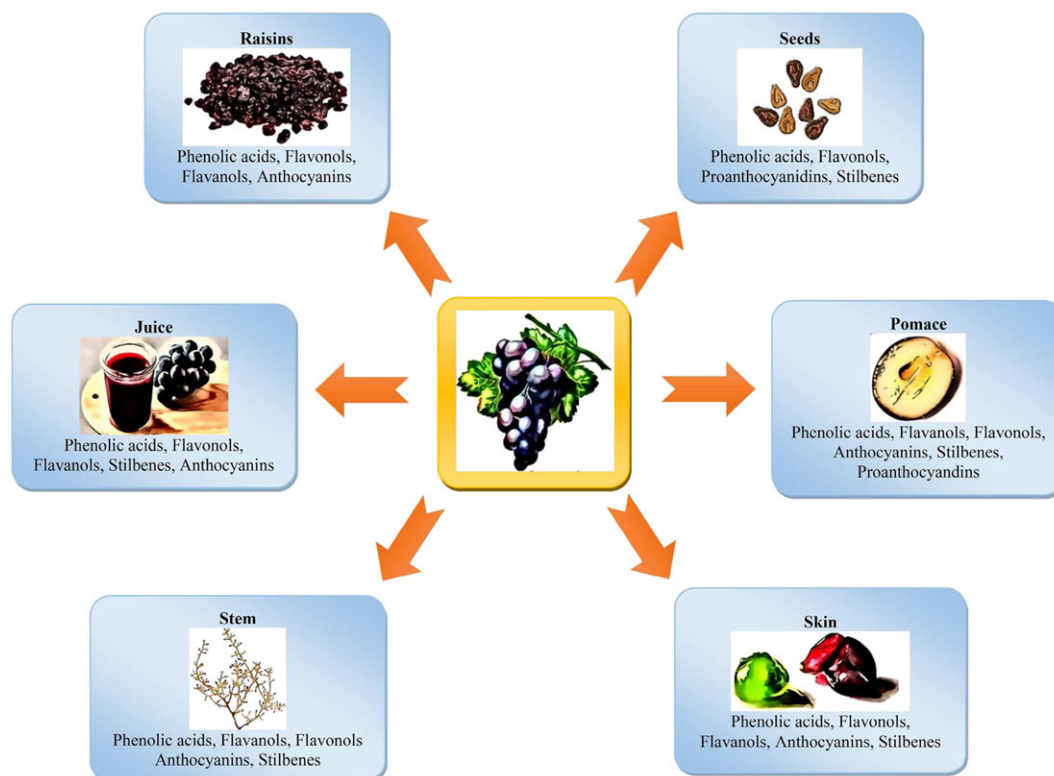 Raisins
Phenolic acids, Flavonols,
Flavanols, Anthocyanins
Seeds
Phenolic acids, Flavonols,
Proanthocyanidins, Stilbenes
Juice
Phenolic acids, Flavonols,
Flavanols, Stilbenes, Anthocyanins
Pomace
Phenolic acids, Flavanols, Flavonols,
Anthocyanins, Stilbenes,
Proanthocyandins
Stem
Phenolic acids, Flavanols, Flavonols
Anthocyanins, Stilbenes
Skin
Phenolic acids, Flavonols,
Flavanols, Anthocyanins, Stilbenes